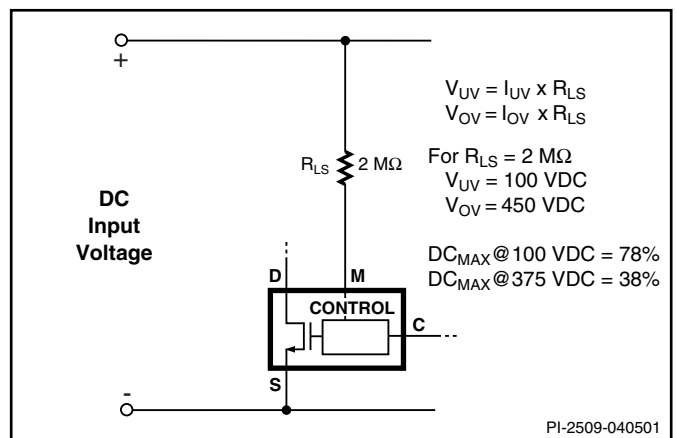 +
V_UV = I_UV x R_LS
V_OV = I_OV x R_LS
For R_LS = 2 MΩ
V_UV = 100 VDC
V_OV = 450 VDC
DC_MAX@100 VDC = 78%
DC_MAX@375 VDC = 38%
R_LS 2 MΩ
DC
Input
Voltage
D M
CONTROL
C
S
-
PI-2509-040501